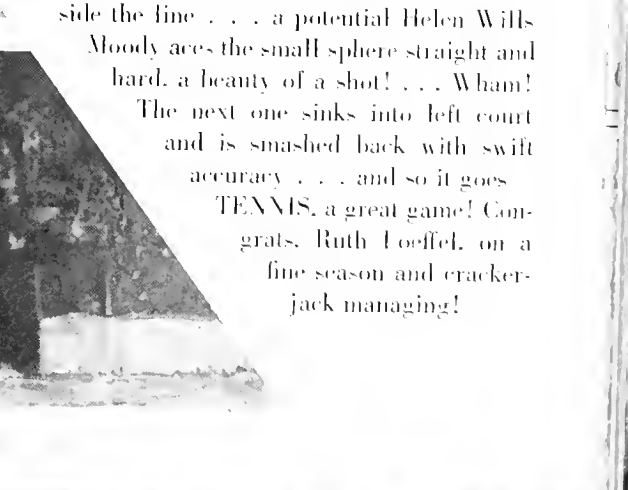 side the line . . . a potential Helen Wills
Moody aces the small sphere straight and
hard, a beauty of a shot! . . . Wham!
The next one sinks into left court
and is smashed back with swift
accuracy . . . and so it goes
TENNIS, a great game! Con-
grats, Ruth Loeffel, on a
fine season and cracker-
jack managing!